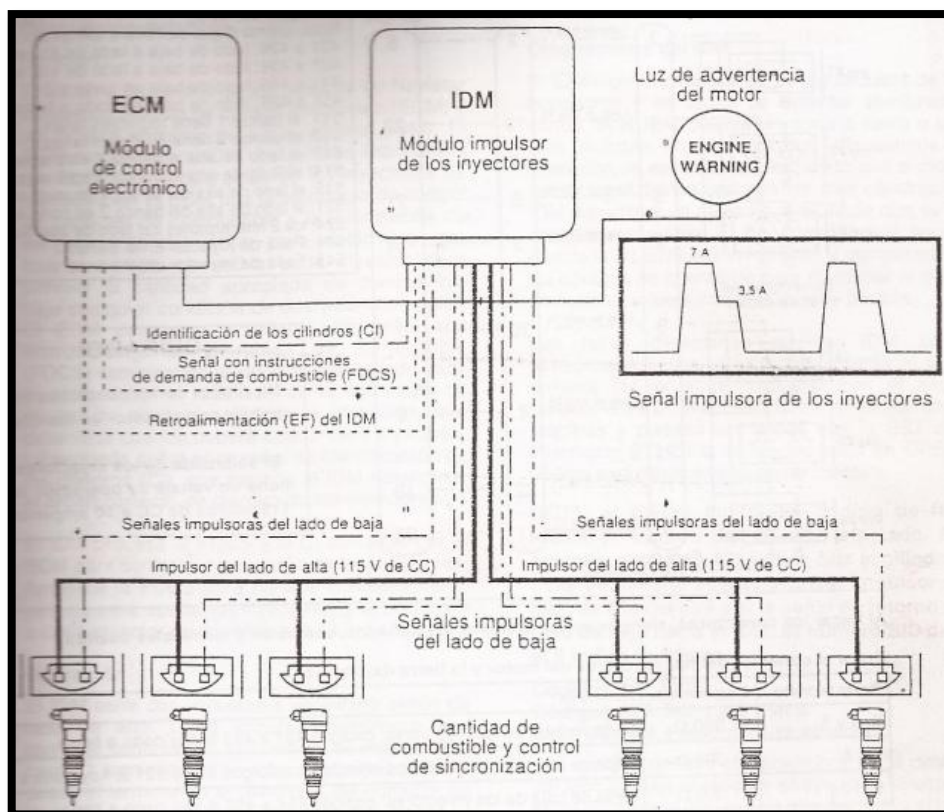 ECM
Módulo
de control
electrónico
IDM
Módulo impulsor
de los inyectores
Luz de advertencia
del motor
ENGINE
WARNING
7 A
3,5 A
Señal impulsora de los inyectores
Identificación de los cilindros (CI)
Señal con instrucciones
de demanda de combustible (FDCS)
Retroalimentación (EF) del IDM
Señales impulsoras del lado de baja
Impulsor del lado de alta (115 V de CC)
Señales impulsoras del lado de baja
Impulsor del lado de alta (115 V de CC)
Señales impulsoras
del lado de baja
Cantidad de
combustible y control
de sincronización